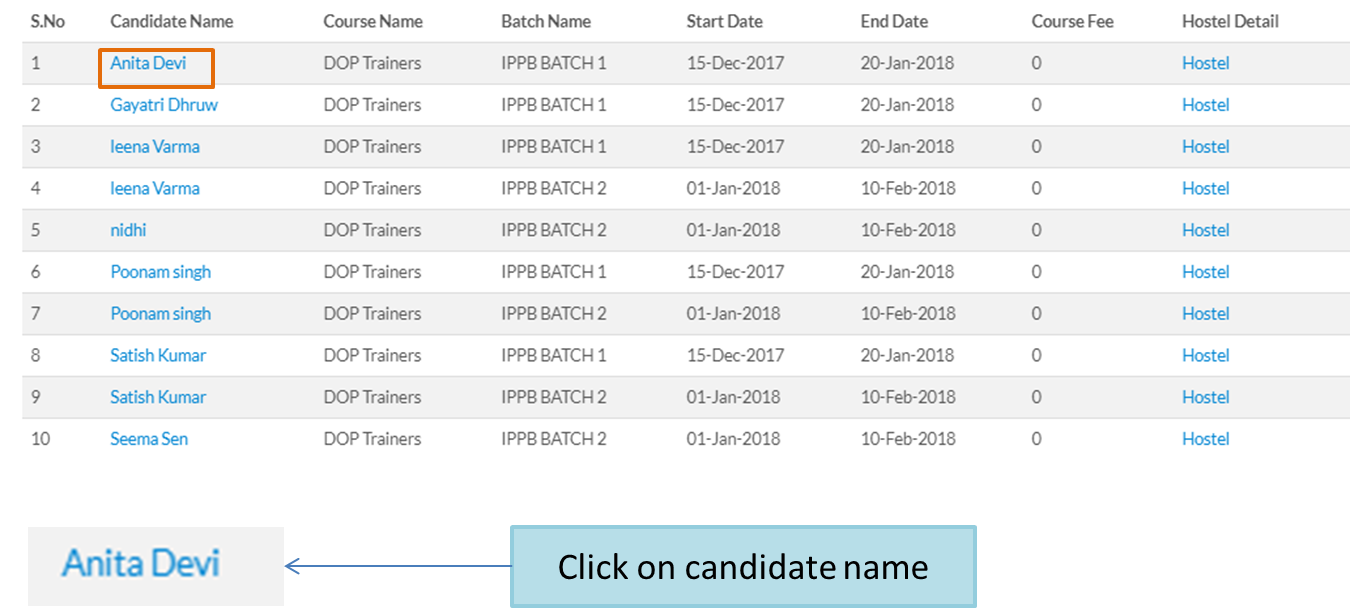 S.No Candidate Name Course Name Batch Name Start Date End Date Course Fee Hostel Detail
1 Anita Devi DOP Trainers IPPB BATCH 1 15-Dec-2017 20-Jan-2018 0 Hostel
2 Gayatri Dhruw DOP Trainers IPPB BATCH 1 15-Dec-2017 20-Jan-2018 0 Hostel
3 leena Varma DOP Trainers IPPB BATCH 1 15-Dec-2017 20-Jan-2018 0 Hostel
4 leena Varma DOP Trainers IPPB BATCH 2 01-Jan-2018 10-Feb-2018 0 Hostel
5 nidhi DOP Trainers IPPB BATCH 2 01-Jan-2018 10-Feb-2018 0 Hostel
6 Poonam singh DOP Trainers IPPB BATCH 1 15-Dec-2017 20-Jan-2018 0 Hostel
7 Poonam singh DOP Trainers IPPB BATCH 2 01-Jan-2018 10-Feb-2018 0 Hostel
8 Satish Kumar DOP Trainers IPPB BATCH 1 15-Dec-2017 20-Jan-2018 0 Hostel
9 Satish Kumar DOP Trainers IPPB BATCH 2 01-Jan-2018 10-Feb-2018 0 Hostel
10 Seema Sen DOP Trainers IPPB BATCH 2 01-Jan-2018 10-Feb-2018 0 Hostel
Anita Devi Click on candidate name